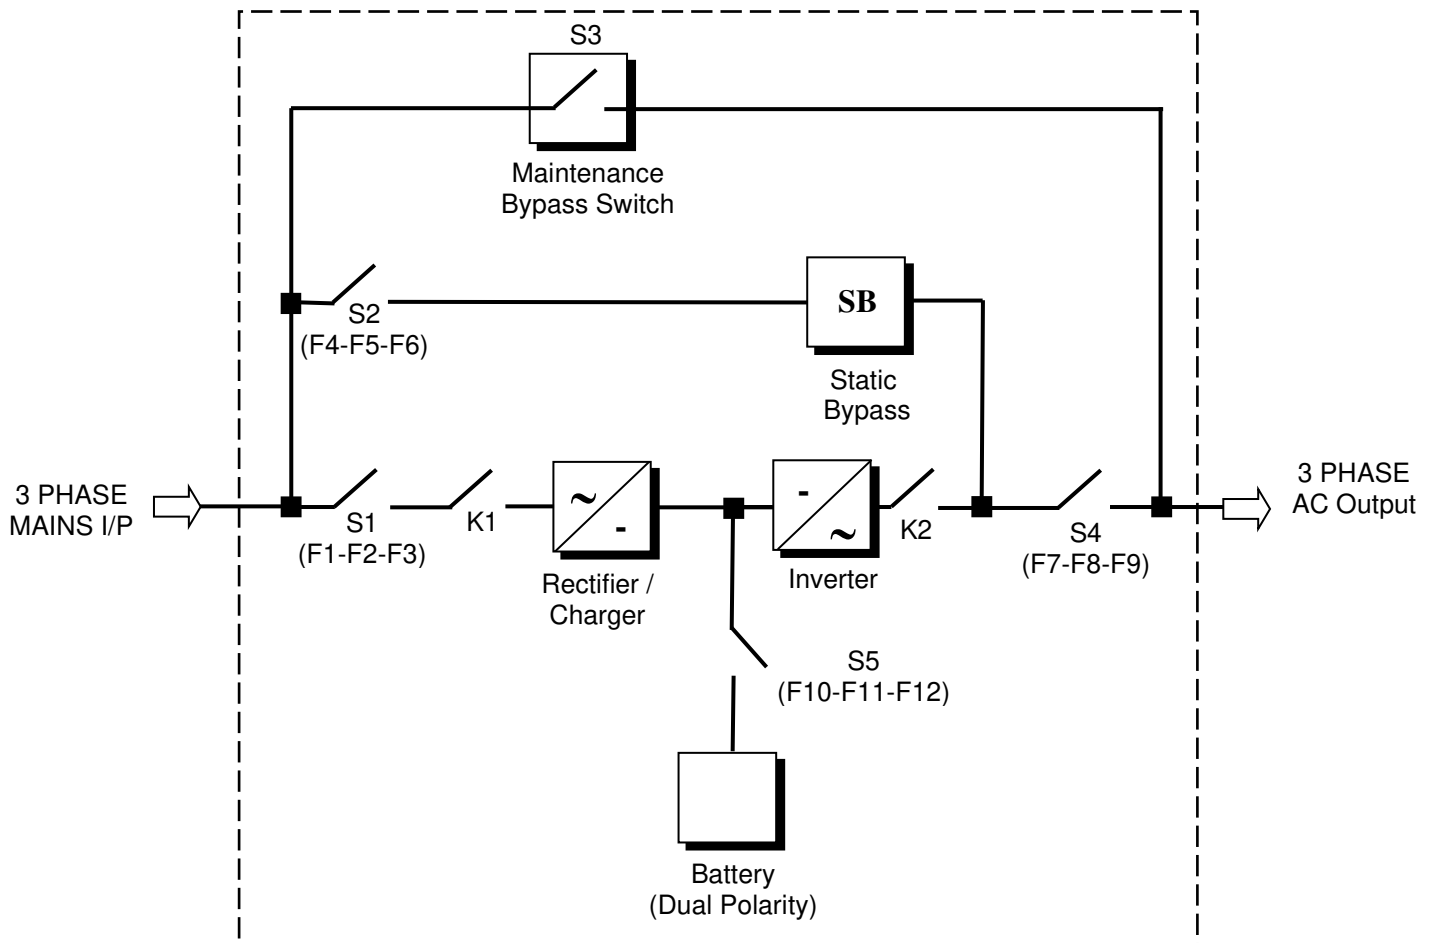 S3
Maintenance
Bypass Switch
S2
(F4-F5-F6)
SB
Static
Bypass
3 PHASE
MAINS I/P
S1
(F1-F2-F3)
K1
~
-
Rectifier /
Charger
-
~
Inverter
K2
S4
(F7-F8-F9)
3 PHASE
AC Output
S5
(F10-F11-F12)
Battery
(Dual Polarity)